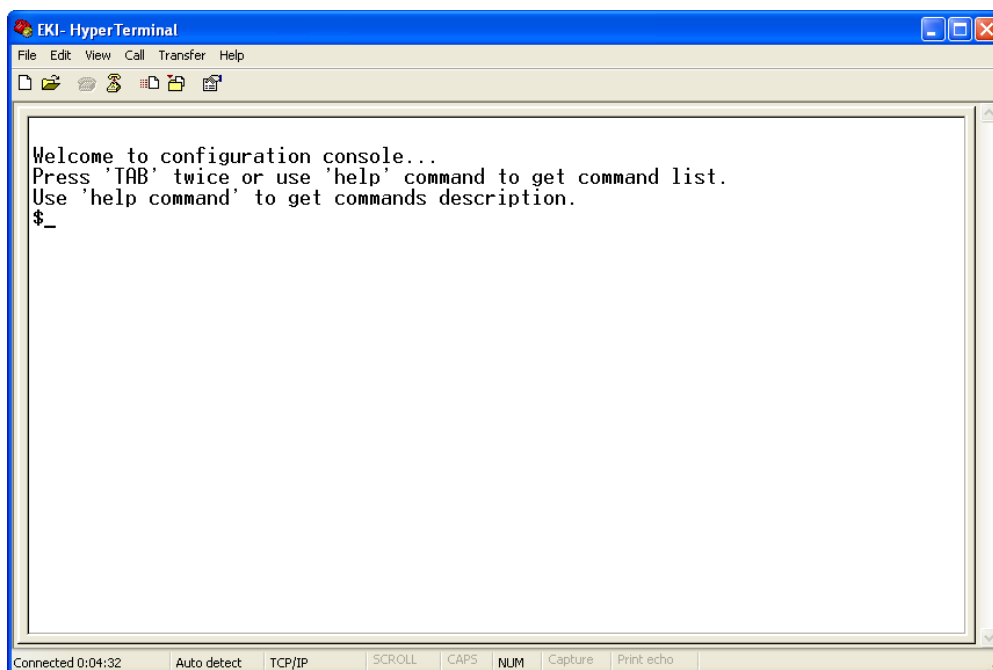 EKI- HyperTerminal
File Edit View Call Transfer Help
Welcome to configuration console...
Press 'TAB' twice or use 'help' command to get command list.
Use 'help command' to get commands description.
$_
Connected 0:04:32 Auto detect TCP/IP SCROLL CAPS NUM Capture Print echo